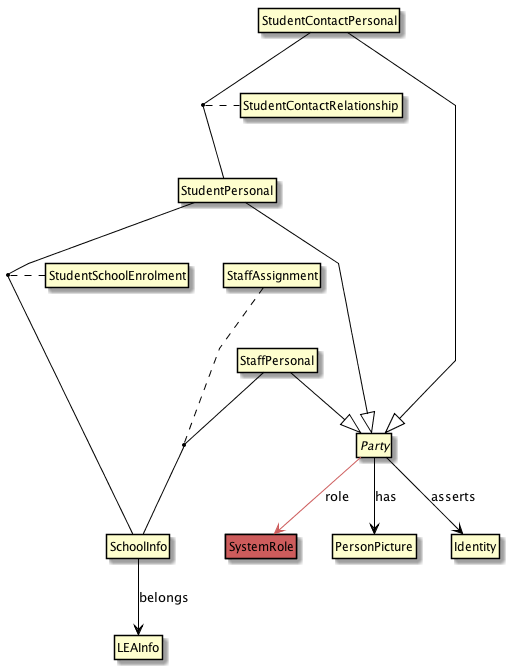 StudentContactPersonal
StudentContactRelationship
StudentPersonal
StudentSchoolEnrolment
StaffAssignment
StaffPersonal
Party
role
has
asserts
SchoolInfo
SystemRole
PersonPicture
Identity
belongs
LEAInfo